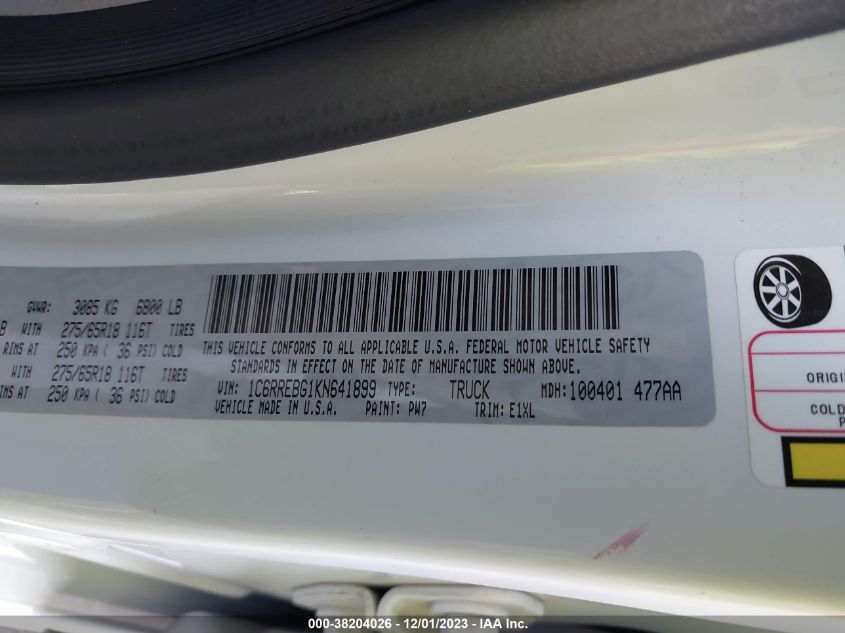 GVWR: 3085 KG 6800 LB
B WITH 275/65R18 116T TIRES
RIMS AT 250 KPA ( 36 PSI) COLD
WITH 275/65R18 116T TIRES
RIMS AT 250 KPA ( 36 PSI) COLD
THIS VEHICLE CONFORMS TO ALL APPLICABLE U.S.A. FEDERAL MOTOR VEHICLE SAFETY
STANDARDS IN EFFECT ON THE DATE OF MANUFACTURE SHOWN ABOVE.
VIN: 1C6RREBG1KN641899 TYPE: TRUCK MDH: 100401 477AA
VEHICLE MADE IN U.S.A. PAINT: PW7 TRIM: E1XL
ORIGI
COLD
P
000-38204026 - 12/01/2023 - IAA Inc.